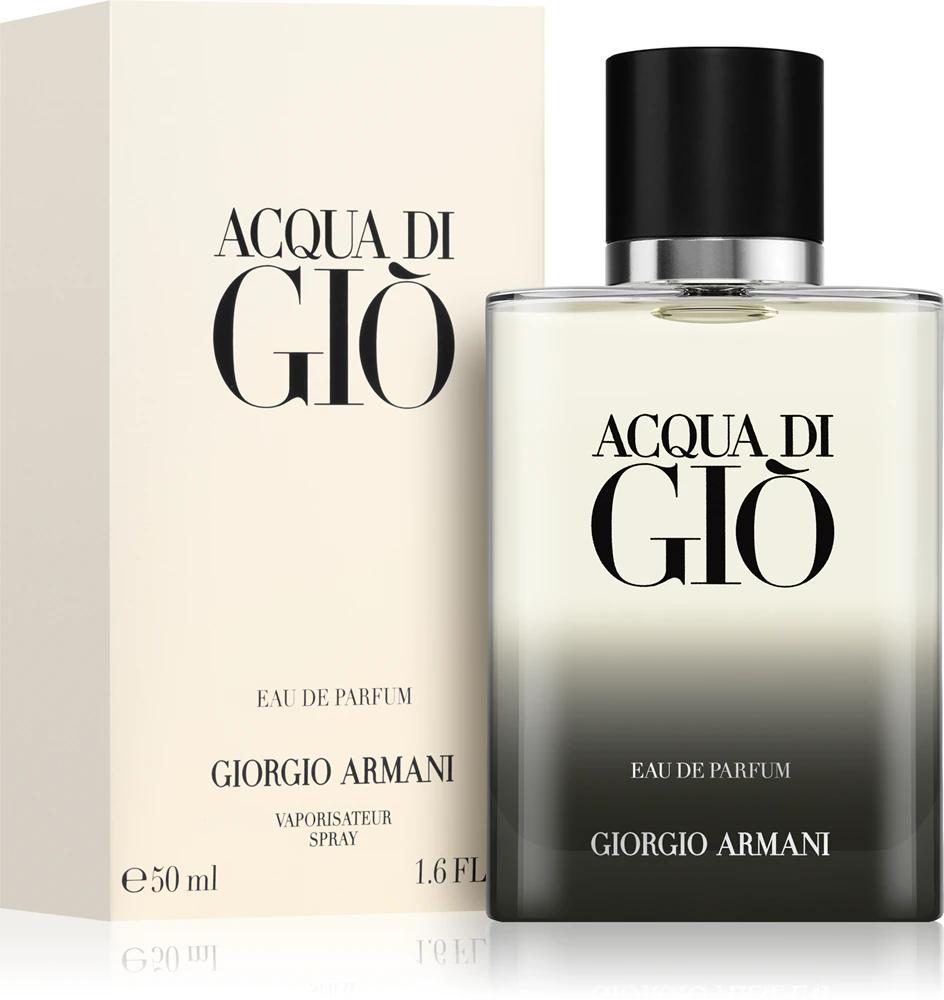 ACQUA DI
GIÒ
EAU DE PARFUM
GIORGIO ARMANI
VAPORISATEUR
SPRAY
℮50 ml
1.6 FL
ACQUA DI
GIÒ
EAU DE PARFUM
GIORGIO ARMANI